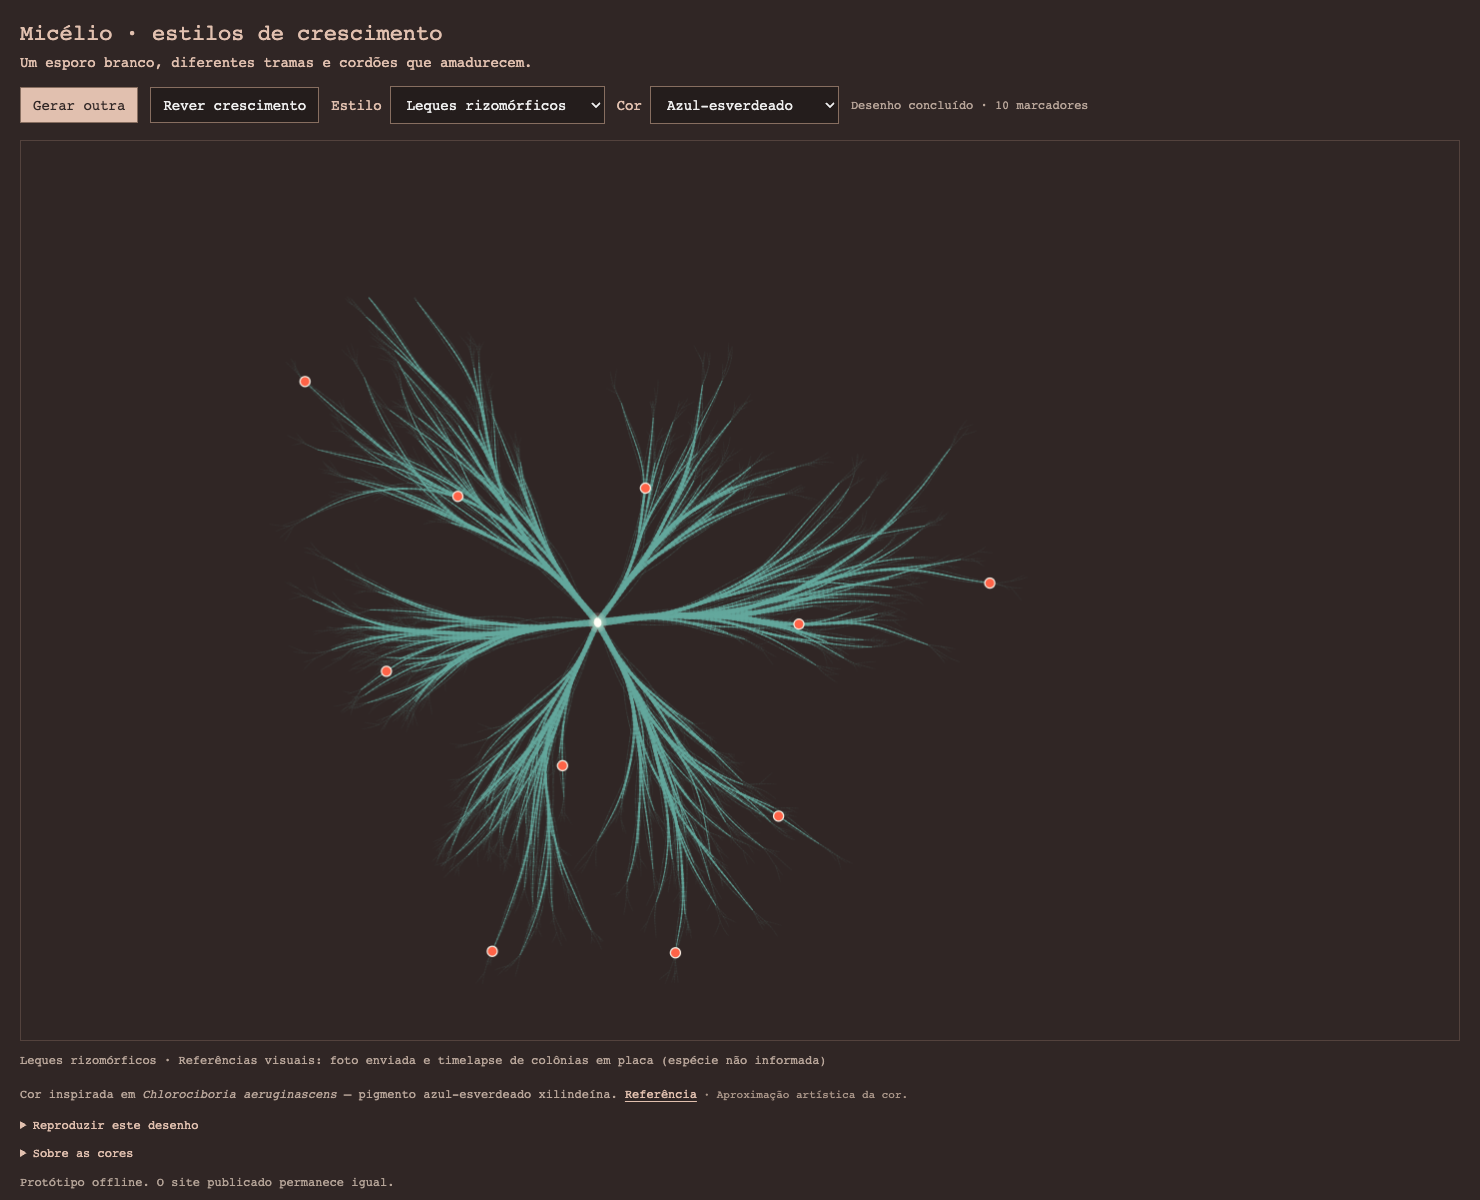 Micélio · estilos de crescimento
Um esporo branco, diferentes tramas e cordões que amadurecem.
Gerar outra Rever crescimento Estilo Leques rizomórficos Cor Azul-esverdeado Desenho concluído · 10 marcadores
Leques rizomórficos · Referências visuais: foto enviada e timelapse de colônias em placa (espécie não informada)
Cor inspirada em Chlorociboria aeruginascens — pigmento azul-esverdeado xilindeína. Referência · Aproximação artística da cor.
Reproduzir este desenho
Sobre as cores
Protótipo offline. O site publicado permanece igual.